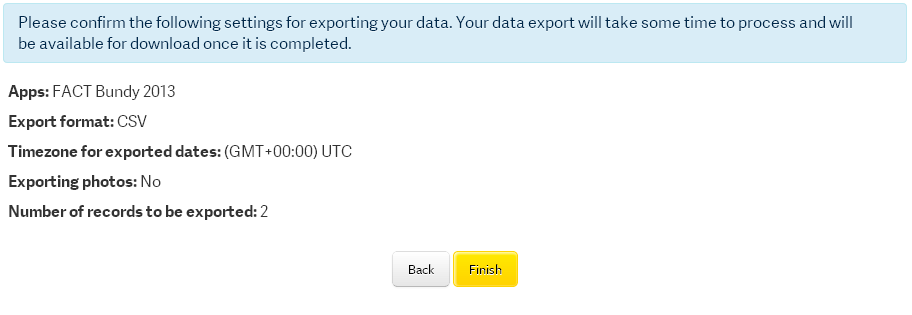 Please confirm the following settings for exporting your data. Your data export will take some time to process and will
be available for download once it is completed.
Apps: FACT Bundy 2013
Export format: CSV
Timezone for exported dates: (GMT+00:00) UTC
Exporting photos: No
Number of records to be exported: 2
Back Finish